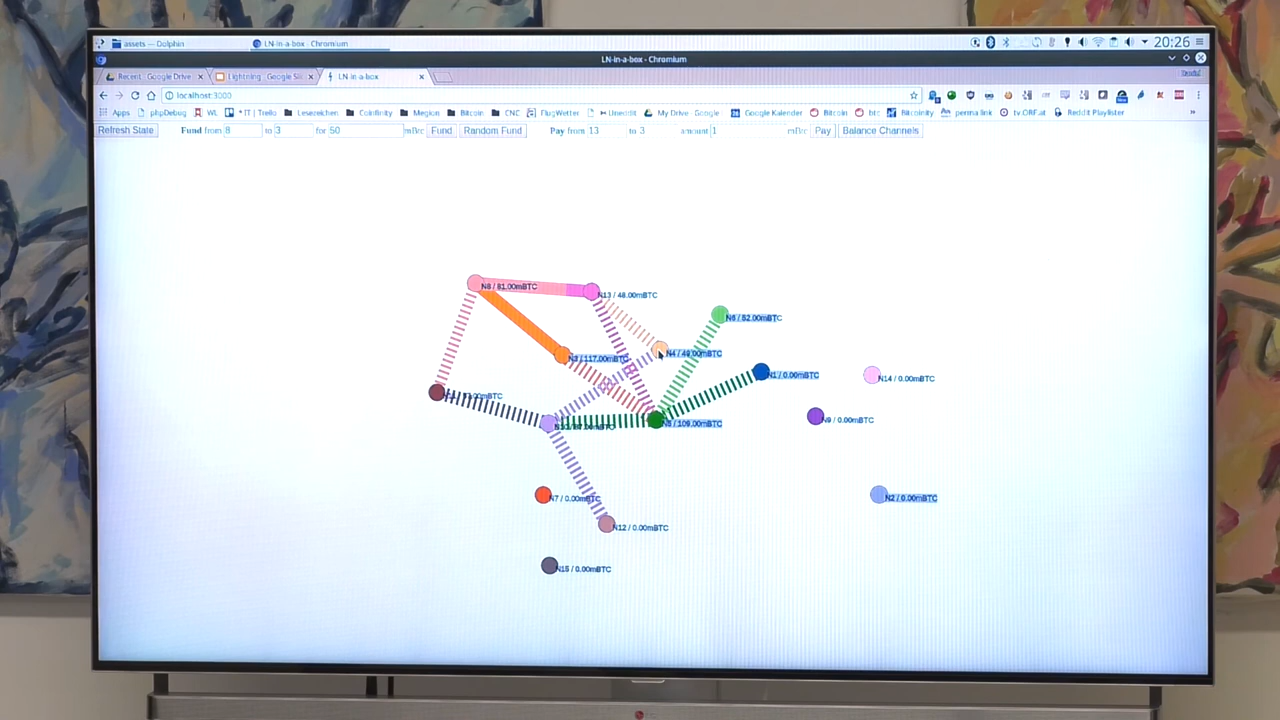 assets — Dolphin LN-in-a-box - Chromium 20:26
LN-in-a-box - Chromium
Recent - Google Drive Lightning - Google Sli LN-in-a-box
localhost:3000
Apps phpDebug WL * IT | Trello Lesezeichen Coinfinity Megion Bitcoin CNC FlugWetter UnreditIt My Drive - Google Google Kalender Bitcoin btc Bitcoinity perma link tv.ORF.at Reddit Playlister »
Refresh State Fund from 8 to 3 for 50 mBtc Fund Random Fund Pay from 13 to 3 amount 1 mBtc Pay Balance Channels
N8 / 81.00mBTC
N13 / 48.00mBTC
N6 / 52.00mBTC
N3 / 117.00mBTC
N4 / 49.00mBTC
N1 / 0.00mBTC
N14 / 0.00mBTC
N9 / 0.00mBTC
/ 109.00mBTC
N7 / 0.00mBTC
N2 / 0.00mBTC
N12 / 0.00mBTC
N15 / 0.00mBTC